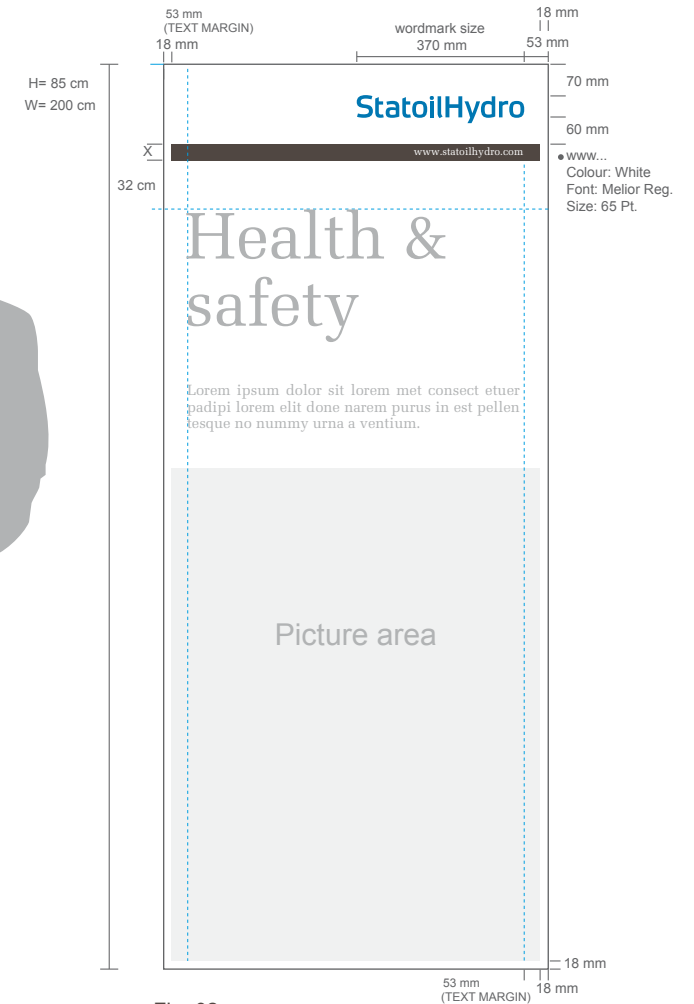 53 mm
(TEXT MARGIN)
18 mm
wordmark size
370 mm
18 mm
53 mm
H= 85 cm
W= 200 cm
70 mm
StatoilHydro
60 mm
X
www.statoilhydro.com
www...
Colour: White
Font: Melior Reg.
Size: 65 Pt.
32 cm
Health &
safety
Lorem ipsum dolor sit lorem met consect etuer
padipi lorem elit done narem purus in est pellen
tesque no nummy urna a ventium.
Picture area
18 mm
53 mm
(TEXT MARGIN)
18 mm